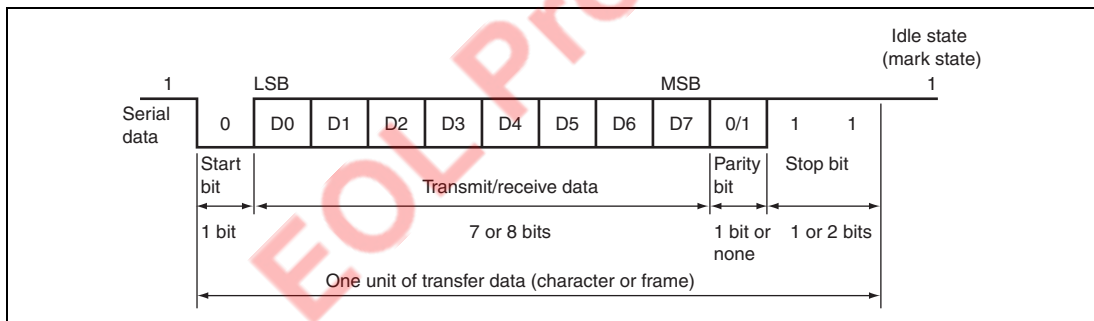 Idle state
(mark state)
1 LSB MSB 1
Serial
data
0 D0 D1 D2 D3 D4 D5 D6 D7 0/1 1 1
Start
bit
Transmit/receive data
Parity
bit
Stop bit
1 bit
7 or 8 bits
1 bit or
none
1 or 2 bits
One unit of transfer data (character or frame)
EOL Pro